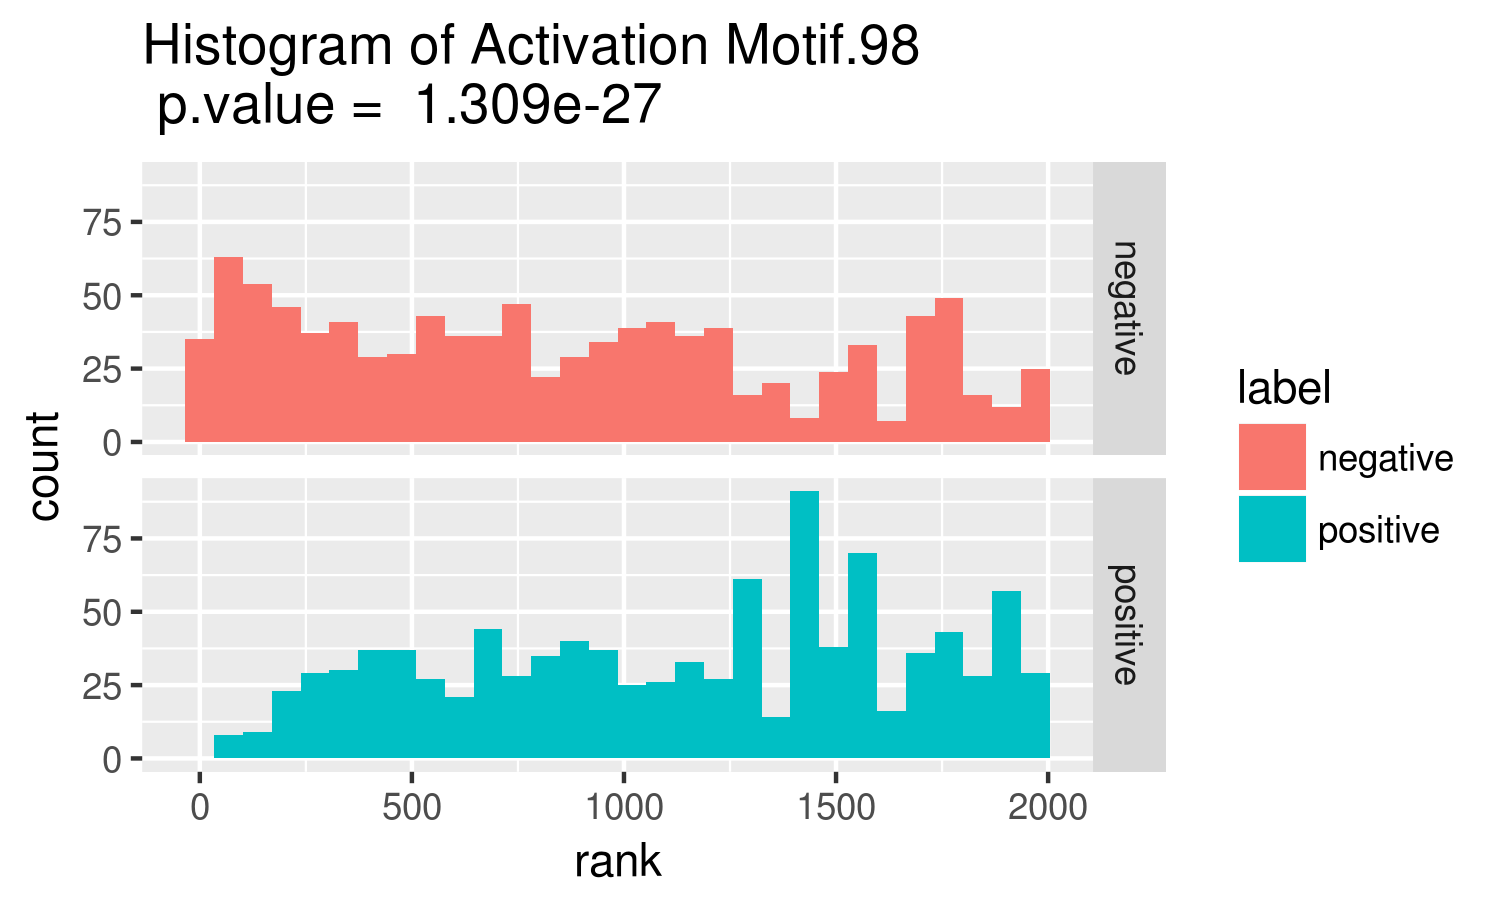 Histogram of Activation Motif.98
p.value =  1.309e-27
count
75
50
25
0
negative
75
50
25
0
positive
0 500 1000 1500 2000
rank
label
negative
positive